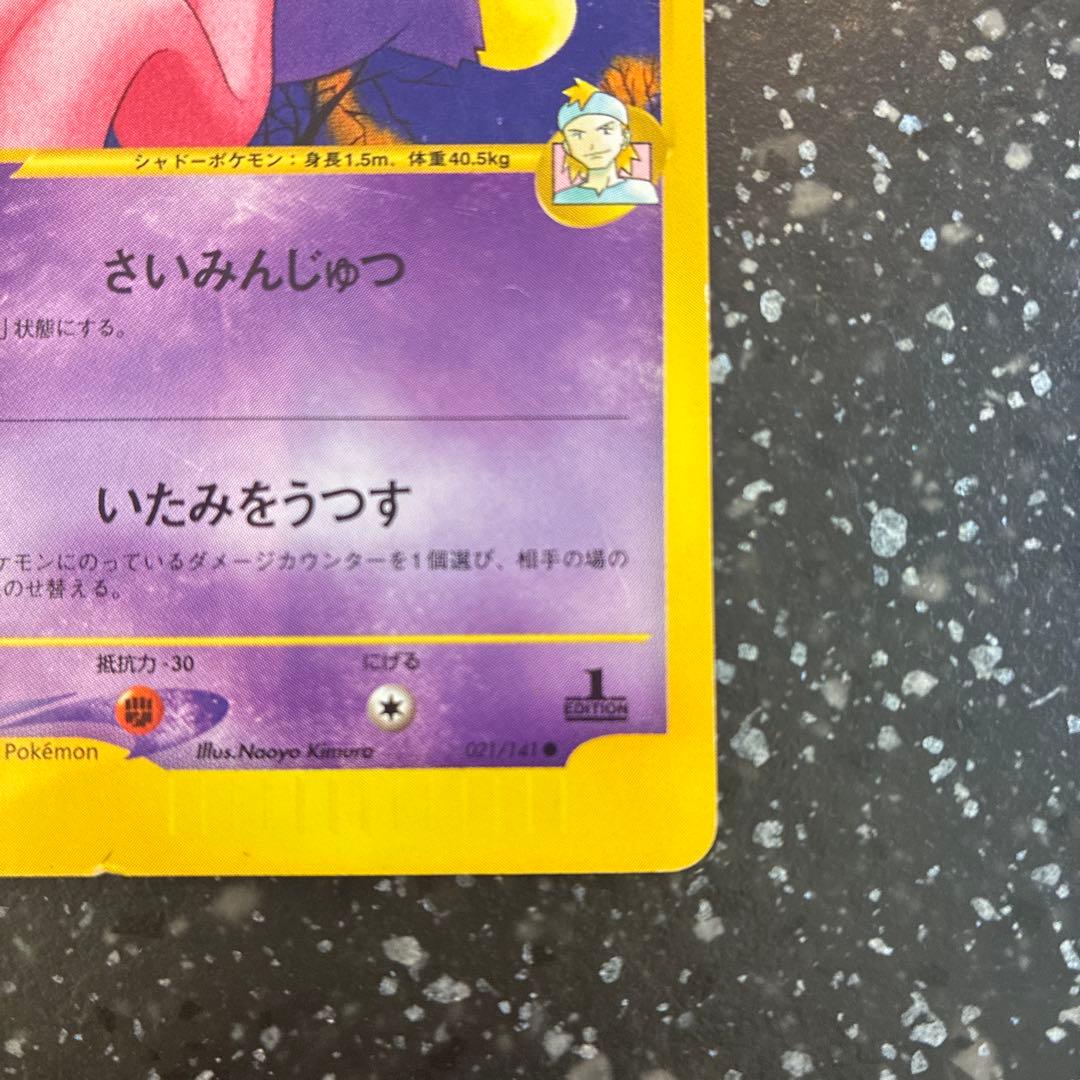 シャドーポケモン：身長1.5m、体重40.5kg
さいみんじゅつ
」状態にする。
いたみをうつす
ケモンにのっているダメージカウンターを1個選び、相手の場の
のせ替える。
抵抗力 -30 にげる
1
EDITION
Pokémon Illus.Naoyo Kimura 021/141●